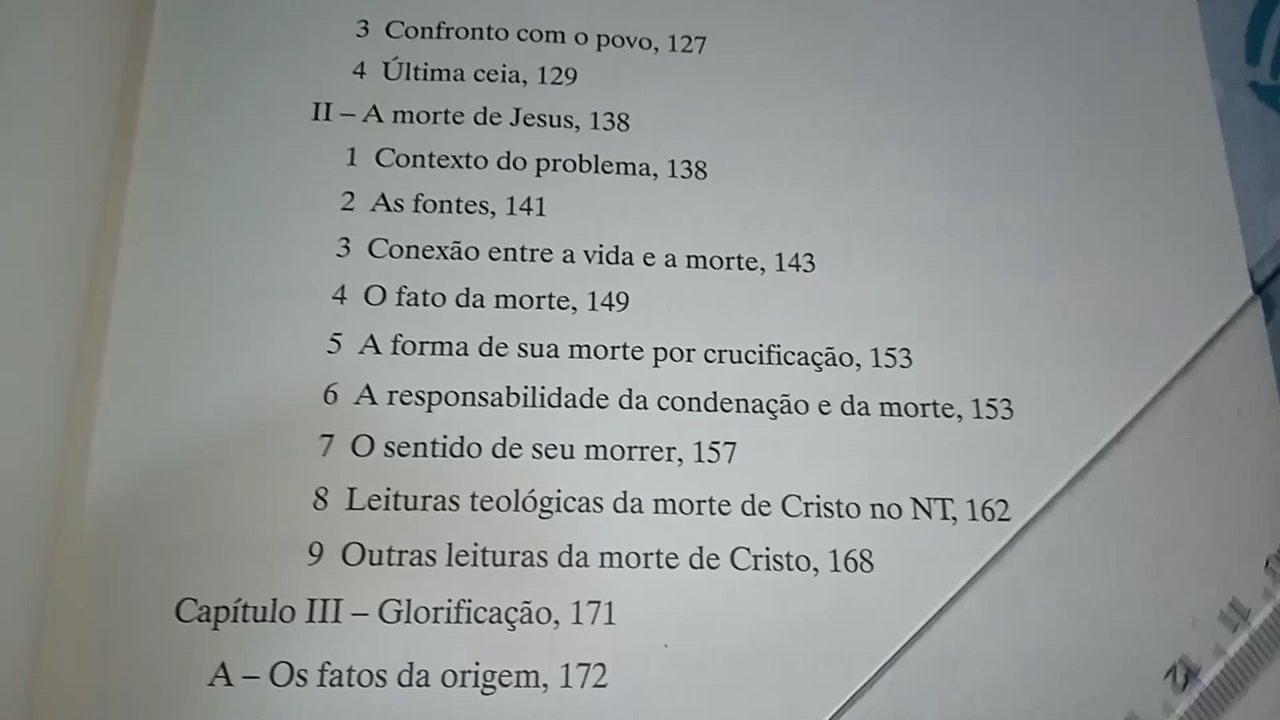 3 Confronto com o povo, 127
4 Última ceia, 129
II – A morte de Jesus, 138
1 Contexto do problema, 138
2 As fontes, 141
3 Conexão entre a vida e a morte, 143
4 O fato da morte, 149
5 A forma de sua morte por crucificação, 153
6 A responsabilidade da condenação e da morte, 153
7 O sentido de seu morrer, 157
8 Leituras teológicas da morte de Cristo no NT, 162
9 Outras leituras da morte de Cristo, 168
Capítulo III – Glorificação, 171
A – Os fatos da origem, 172